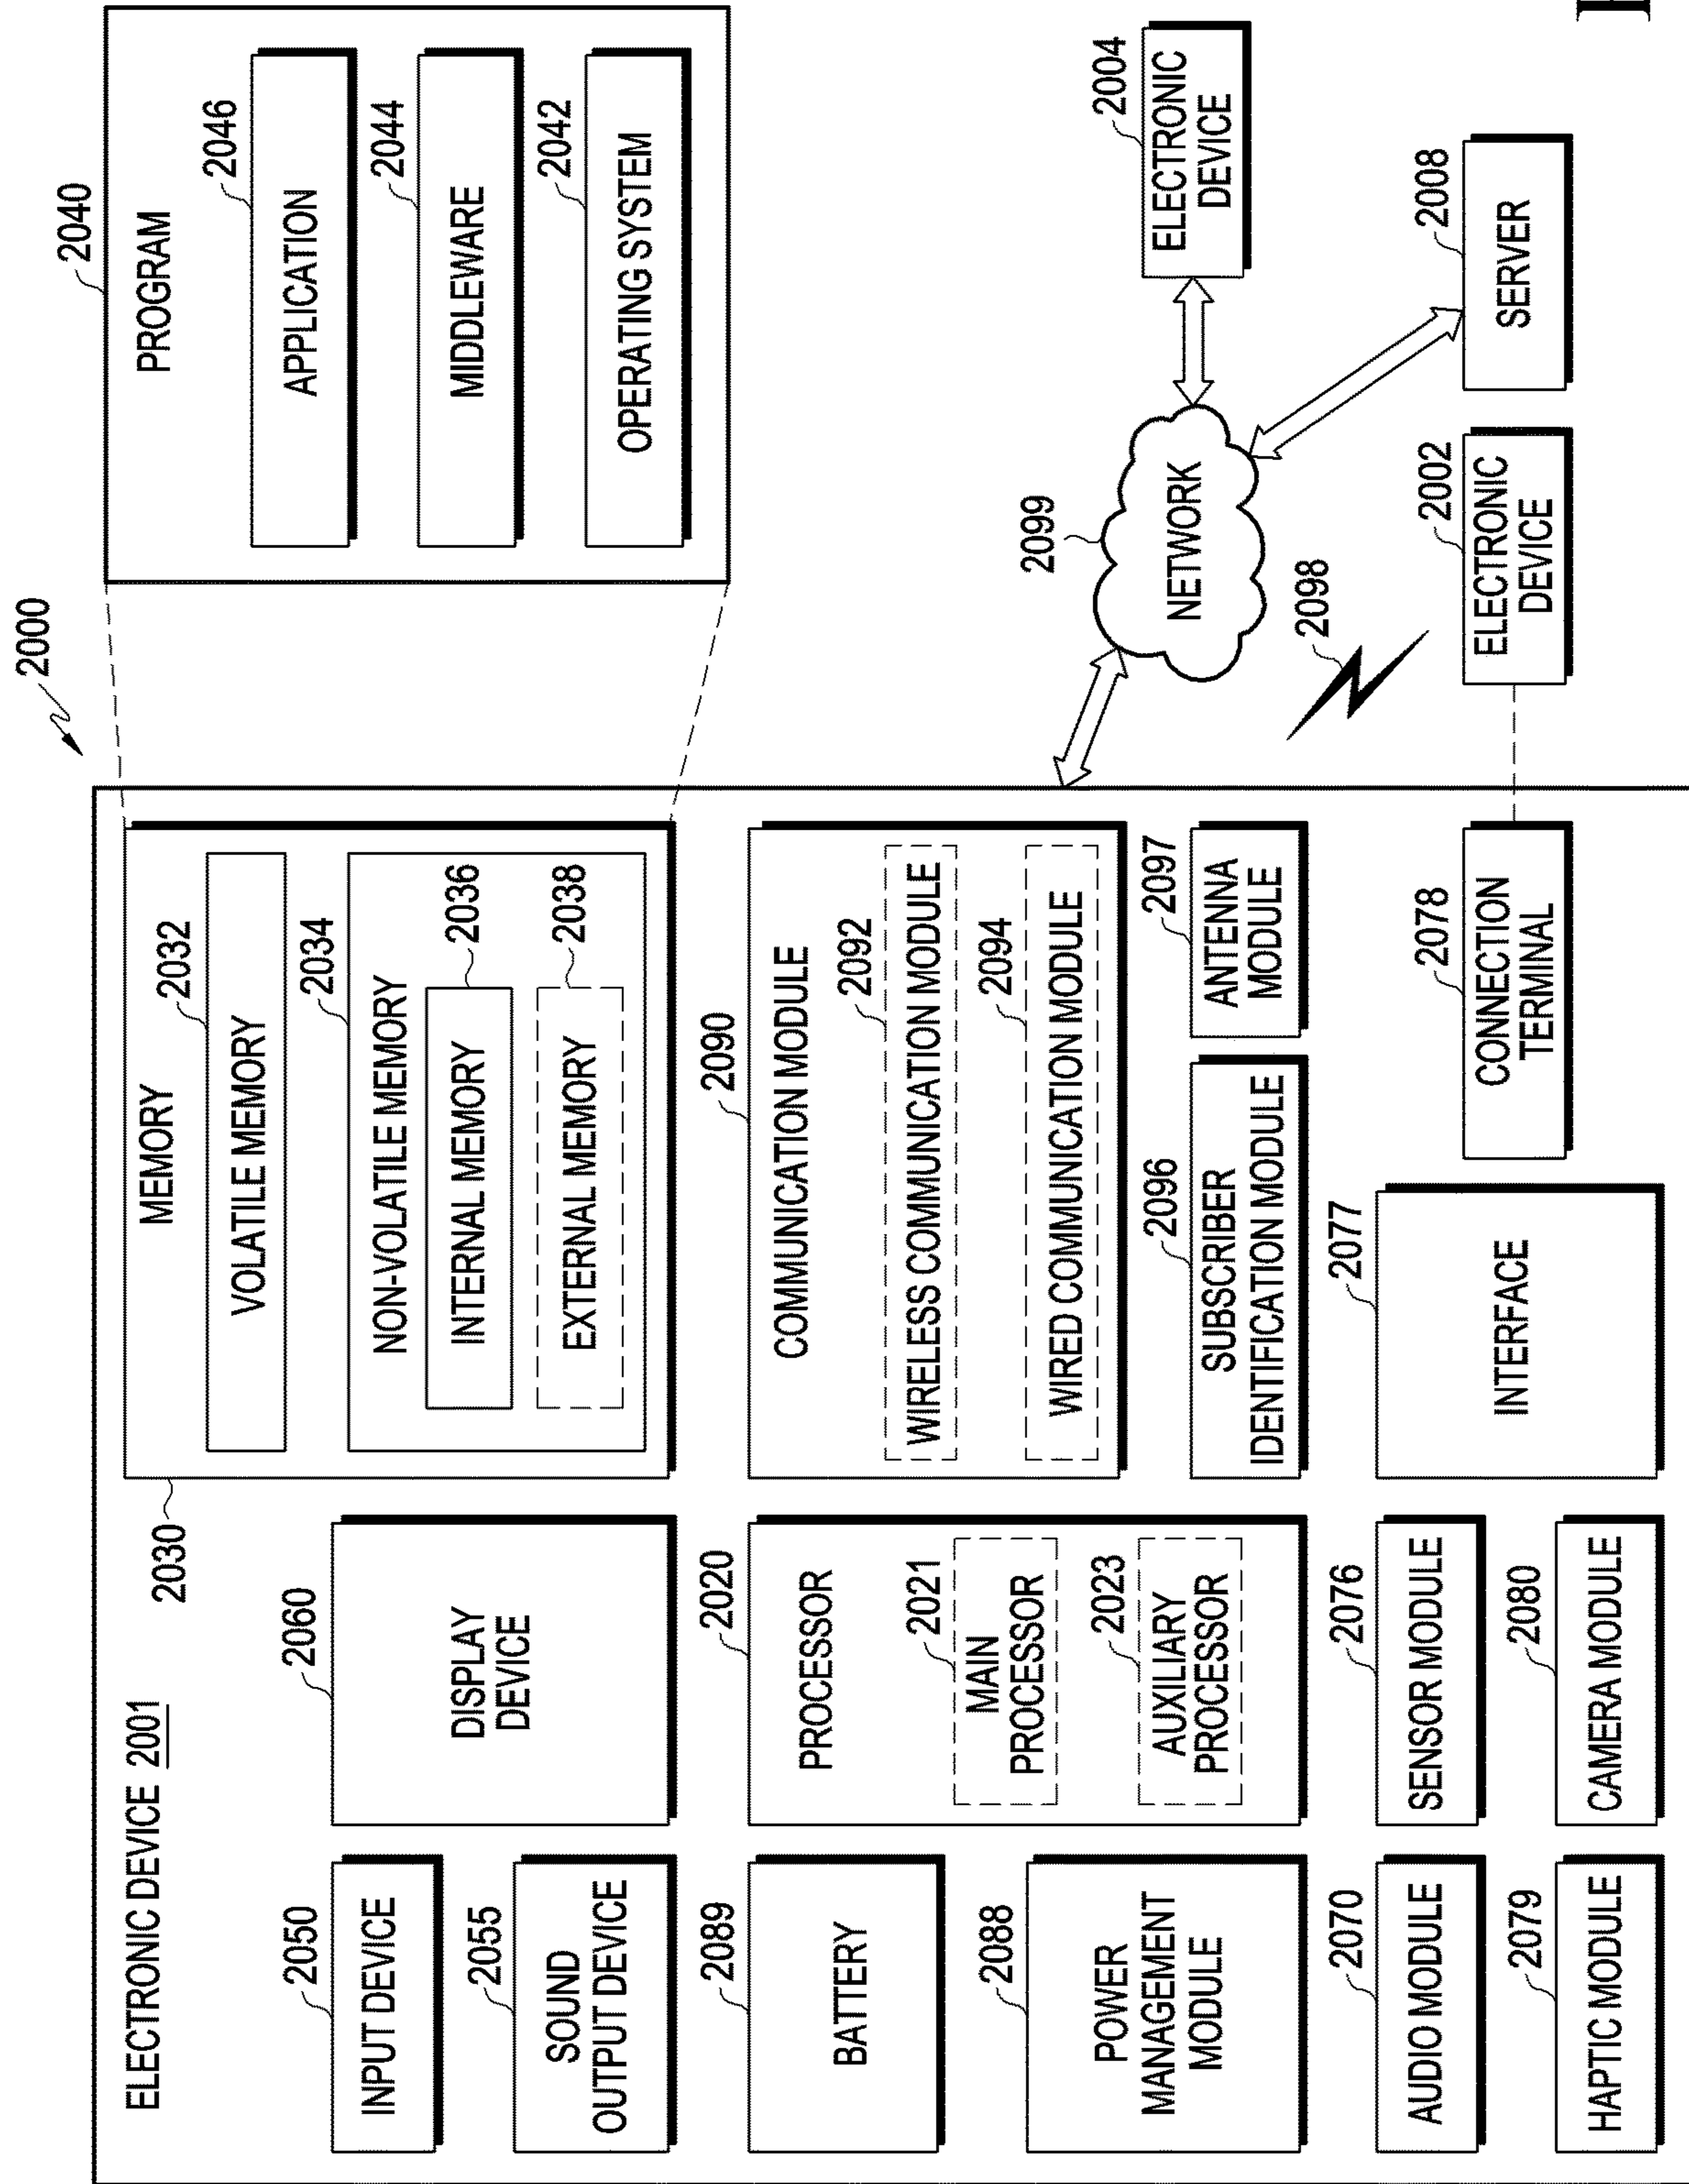 2000
ELECTRONIC DEVICE 2001
2030
MEMORY
2032
VOLATILE MEMORY
2034
NON-VOLATILE MEMORY
2036
INTERNAL MEMORY
2038
EXTERNAL MEMORY
2040
PROGRAM
2046
APPLICATION
2044
MIDDLEWARE
2042
OPERATING SYSTEM
2050
INPUT DEVICE
2055
SOUND
OUTPUT DEVICE
2060
DISPLAY
DEVICE
2089
BATTERY
2088
POWER
MANAGEMENT
MODULE
2020
PROCESSOR
2021
MAIN
PROCESSOR
2023
AUXILIARY
PROCESSOR
2090
COMMUNICATION MODULE
2092
WIRELESS COMMUNICATION MODULE
2094
WIRED COMMUNICATION MODULE
2096
SUBSCRIBER
IDENTIFICATION MODULE
2097
ANTENNA
MODULE
2099
NETWORK
2004
ELECTRONIC
DEVICE
2098
2070
AUDIO MODULE
2076
SENSOR MODULE
2077
INTERFACE
2078
CONNECTION
TERMINAL
2002
ELECTRONIC
DEVICE
2008
SERVER
2079
HAPTIC MODULE
2080
CAMERA MODULE